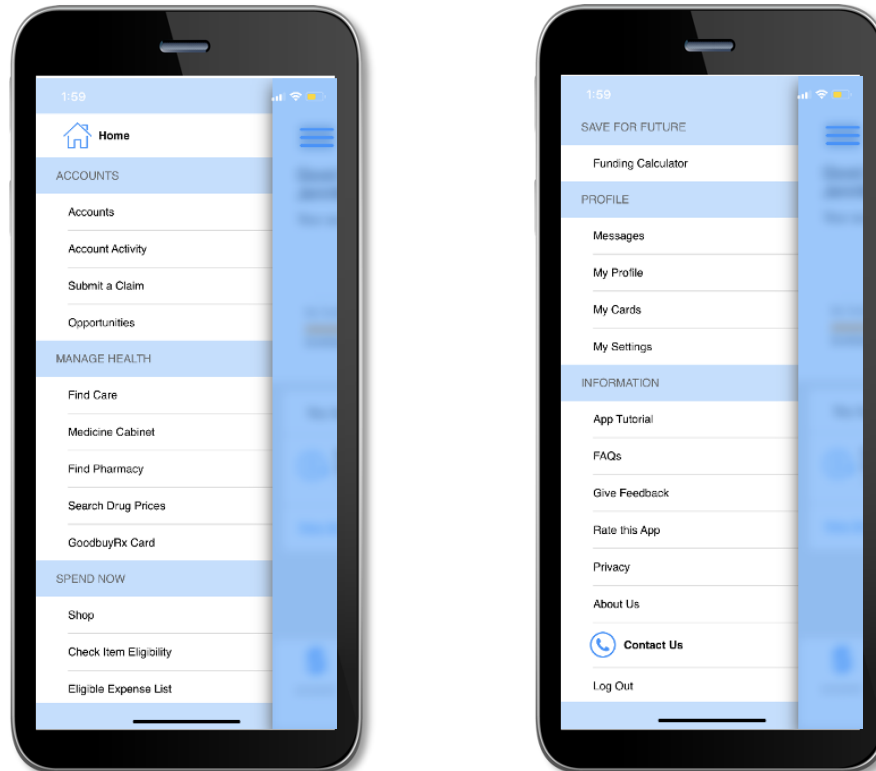 1:59
Home
ACCOUNTS
Accounts
Account Activity
Submit a Claim
Opportunities
MANAGE HEALTH
Find Care
Medicine Cabinet
Find Pharmacy
Search Drug Prices
GoodbuyRx Card
SPEND NOW
Shop
Check Item Eligibility
Eligible Expense List
1:59
SAVE FOR FUTURE
Funding Calculator
PROFILE
Messages
My Profile
My Cards
My Settings
INFORMATION
App Tutorial
FAQs
Give Feedback
Rate this App
Privacy
About Us
Contact Us
Log Out